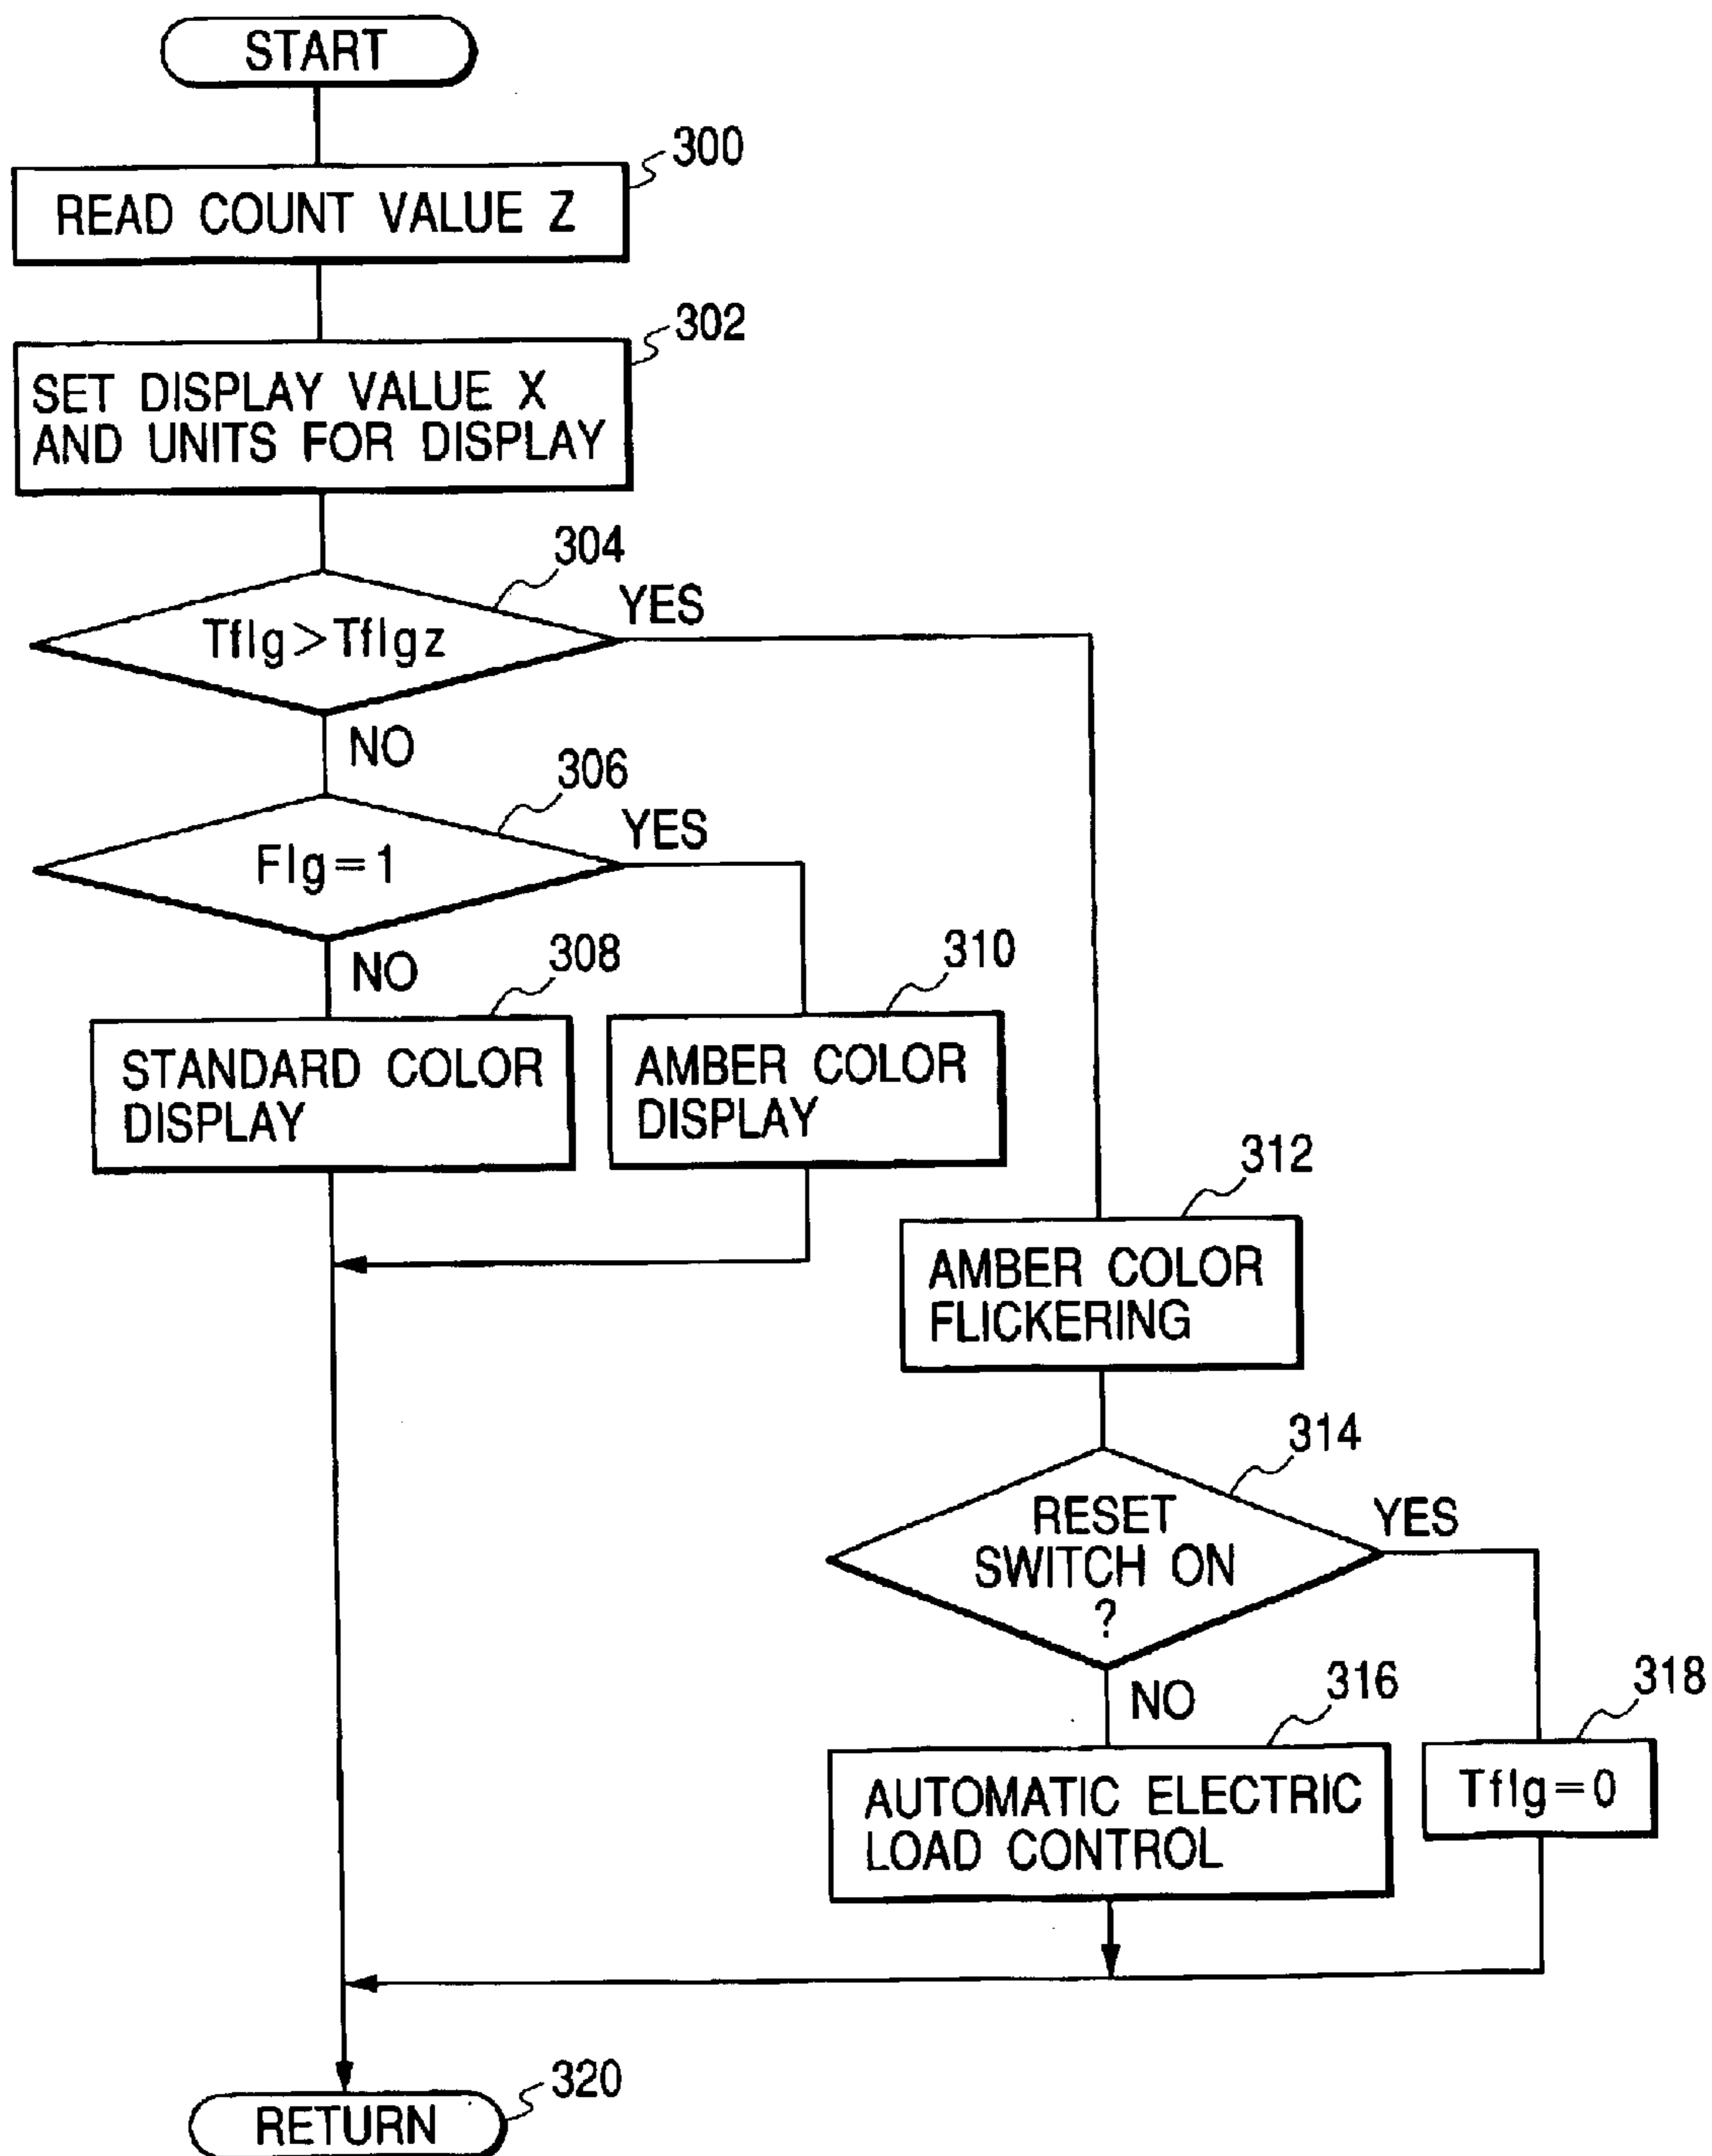 START
300
READ COUNT VALUE Z
302
SET DISPLAY VALUE X
AND UNITS FOR DISPLAY
304
YES
Tflg>Tflgz
NO
306
YES
Flg=1
NO
308
310
STANDARD COLOR
DISPLAY
AMBER COLOR
DISPLAY
312
AMBER COLOR
FLICKERING
314
RESET
SWITCH ON
?
YES
NO
316
318
AUTOMATIC ELECTRIC
LOAD CONTROL
Tflg=0
320
RETURN